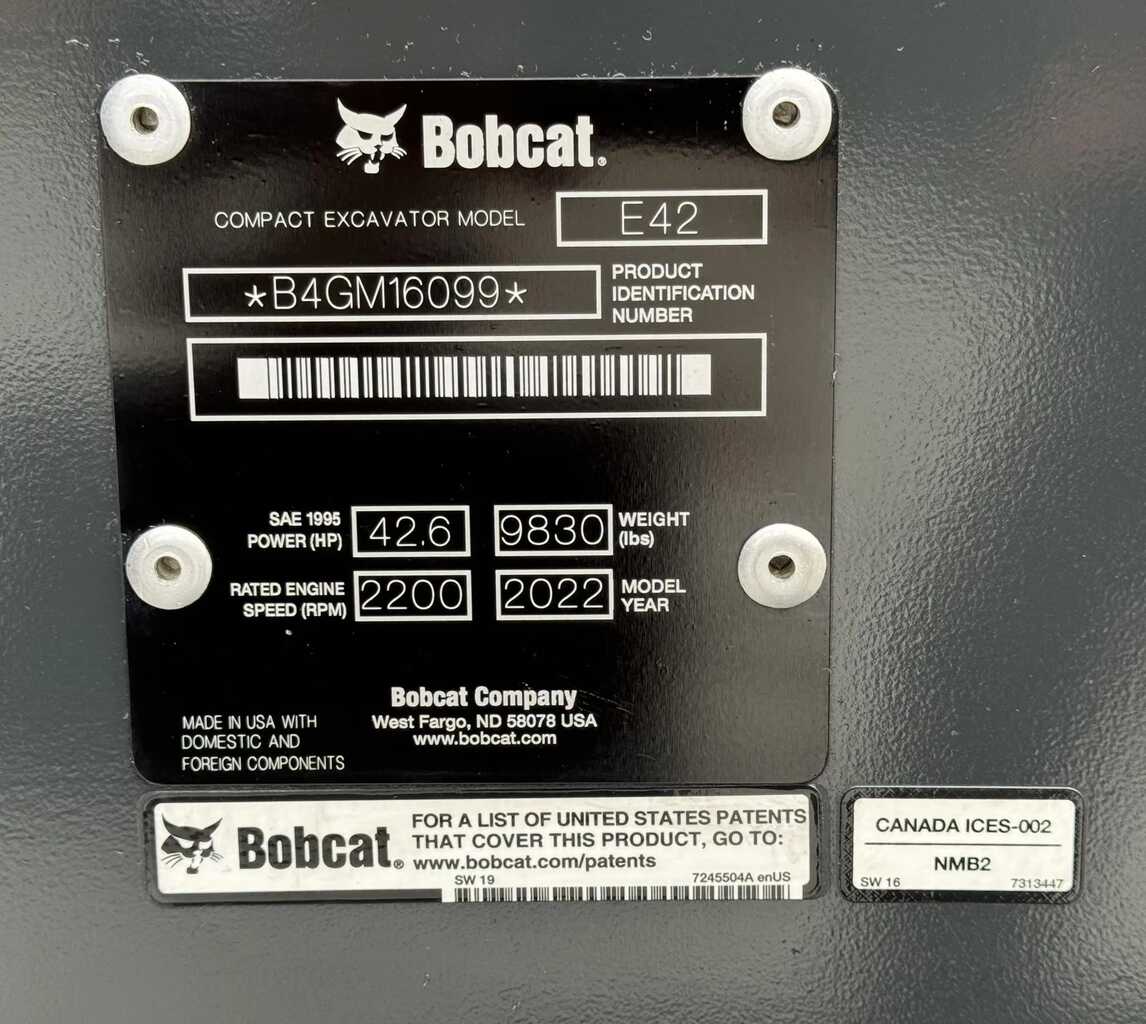 Bobcat®
COMPACT EXCAVATOR MODEL E42
*B4GM16099* PRODUCT
IDENTIFICATION
NUMBER
SAE 1995
POWER (HP) 42.6 9830 WEIGHT
(lbs)
RATED ENGINE
SPEED (RPM) 2200 2022 MODEL
YEAR
Bobcat Company
West Fargo, ND 58078 USA
www.bobcat.com
MADE IN USA WITH
DOMESTIC AND
FOREIGN COMPONENTS
Bobcat®
FOR A LIST OF UNITED STATES PATENTS
THAT COVER THIS PRODUCT, GO TO:
www.bobcat.com/patents
SW 19 7245504A enUS
CANADA ICES-002
NMB2
SW 16 7313447